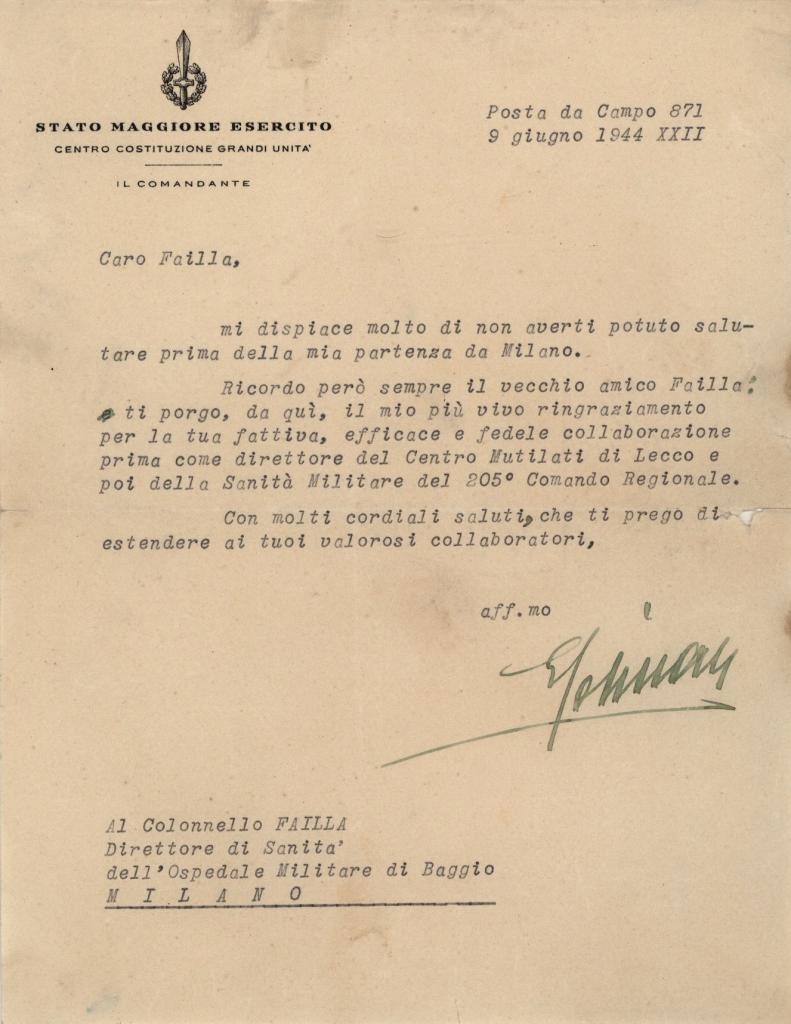 STATO MAGGIORE ESERCITO
CENTRO COSTITUZIONE GRANDI UNITA'
IL COMANDANTE
Posta da Campo 871
9 giugno 1944 XXII
Caro Failla,
mi dispiace molto di non averti potuto salu-
tare prima della mia partenza da Milano.
Ricordo però sempre il vecchio amico Failla:
e ti porgo, da quì, il mio più vivo ringraziamento
per la tua fattiva, efficace e fedele collaborazione
prima come direttore del Centro Mutilati di Lecco e
poi della Sanità Militare del 205° Comando Regionale.
Con molti cordiali saluti, che ti prego di
estendere ai tuoi valorosi collaboratori,
aff.mo
Al Colonnello FAILLA
Direttore di Sanita'
dell'Ospedale Militare di Baggio
M I L A N O